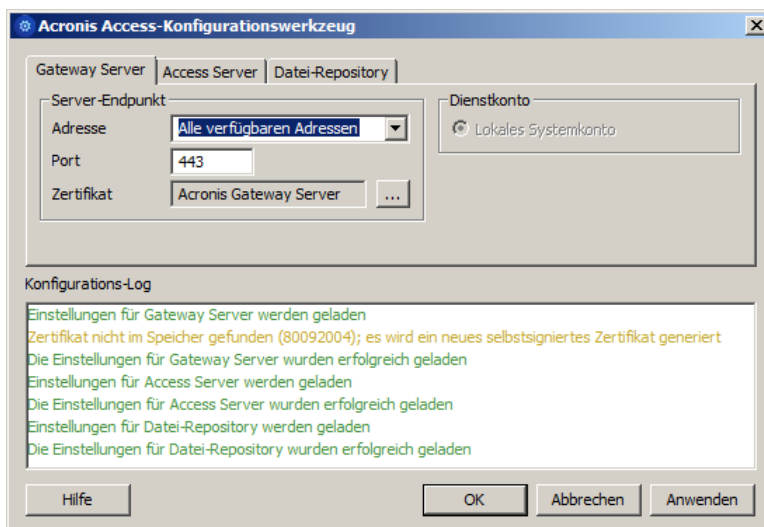 Acronis Access-Konfigurationswerkzeug
Gateway Server
Access Server
Datei-Repository
Server-Endpunkt
Adresse
Alle verfügbaren Adressen
Port
443
Zertifikat
Acronis Gateway Server
...
Dienstkonto
Lokales Systemkonto
Konfigurations-Log
Einstellungen für Gateway Server werden geladen
Zertifikat nicht im Speicher gefunden (80092004); es wird ein neues selbstsigniertes Zertifikat generiert
Die Einstellungen für Gateway Server wurden erfolgreich geladen
Einstellungen für Access Server werden geladen
Die Einstellungen für Access Server wurden erfolgreich geladen
Einstellungen für Datei-Repository werden geladen
Die Einstellungen für Datei-Repository wurden erfolgreich geladen
Hilfe
OK
Abbrechen
Anwenden